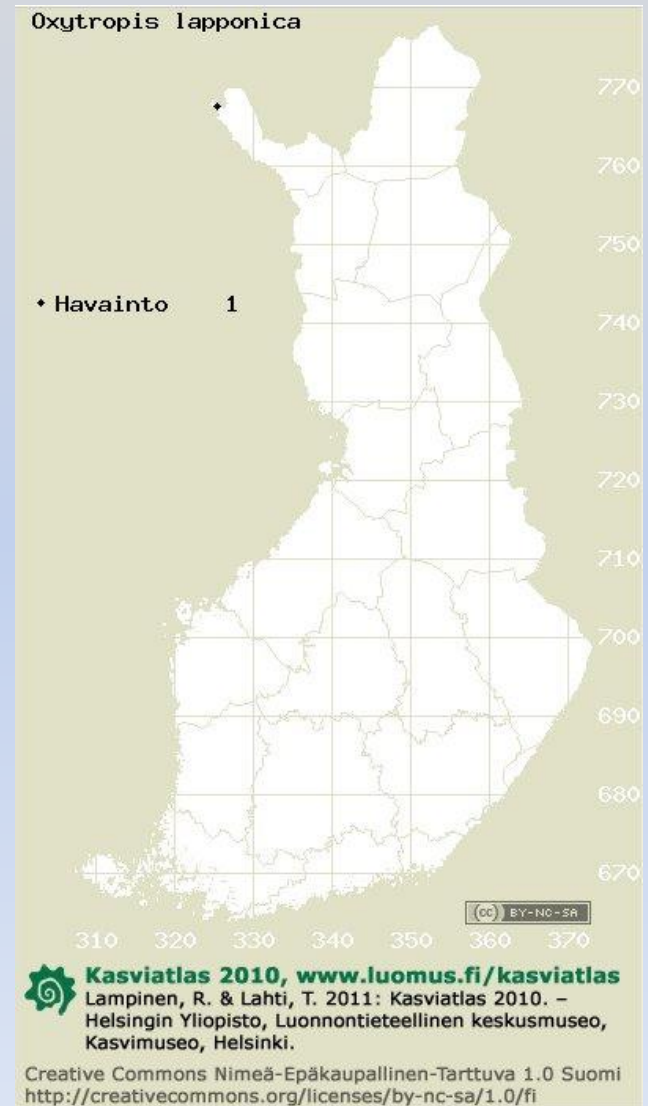 Oxytropis lapponica
770
760
750
• Havainto 1
740
730
720
710
700
690
680
670
(cc) BY-NC-SA
310 320 330 340 350 360 370
Kasviatlas 2010, www.luomus.fi/kasviatlas
Lampinen, R. & Lahti, T. 2011: Kasviatlas 2010. –
Helsingin Yliopisto, Luonnontieteellinen keskusmuseo,
Kasvimuseo, Helsinki.
Creative Commons Nimeä-Epäkaupallinen-Tarttuva 1.0 Suomi
http://creativecommons.org/licenses/by-nc-sa/1.0/fi